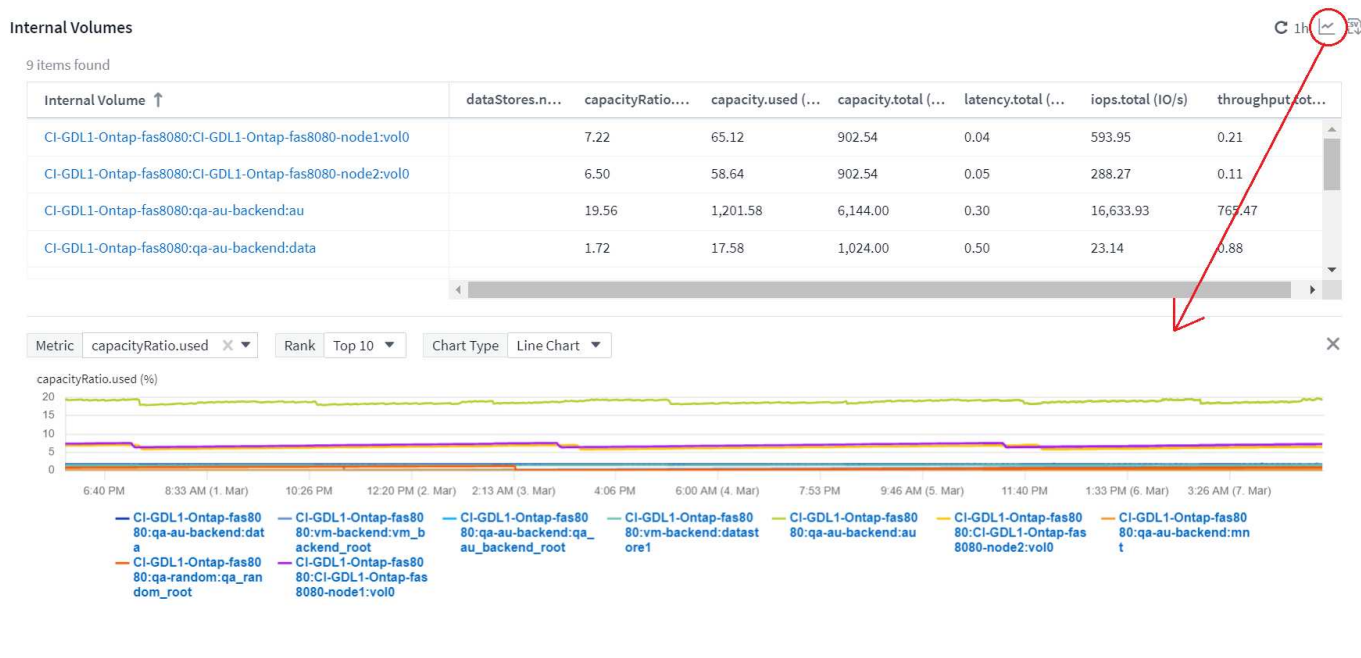 Internal Volumes
1h
CSV
9 items found
Internal Volume ↑ dataStores.n... capacityRatio.... capacity.used (... capacity.total (... latency.total (... iops.total (IO/s) throughput.tot...
CI-GDL1-Ontap-fas8080:CI-GDL1-Ontap-fas8080-node1:vol0 7.22 65.12 902.54 0.04 593.95 0.21
CI-GDL1-Ontap-fas8080:CI-GDL1-Ontap-fas8080-node2:vol0 6.50 58.64 902.54 0.05 288.27 0.11
CI-GDL1-Ontap-fas8080:qa-au-backend:au 19.56 1,201.58 6,144.00 0.30 16,633.93 765.47
CI-GDL1-Ontap-fas8080:qa-au-backend:data 1.72 17.58 1,024.00 0.50 23.14 0.88
Metric capacityRatio.used Rank Top 10 Chart Type Line Chart
capacityRatio.used (%)
20
15
10
5
0
6:40 PM 8:33 AM (1. Mar) 10:26 PM 12:20 PM (2. Mar) 2:13 AM (3. Mar) 4:06 PM 6:00 AM (4. Mar) 7:53 PM 9:46 AM (5. Mar) 11:40 PM 1:33 PM (6. Mar) 3:26 AM (7. Mar)
CI-GDL1-Ontap-fas80 CI-GDL1-Ontap-fas80 CI-GDL1-Ontap-fas80 CI-GDL1-Ontap-fas80 CI-GDL1-Ontap-fas80 CI-GDL1-Ontap-fas80 CI-GDL1-Ontap-fas80
80:qa-au-backend:dat 80:vm-backend:vm_b 80:qa-au-backend:qa_ 80:vm-backend:datast 80:qa-au-backend:au 80:CI-GDL1-Ontap-fas 80:qa-au-backend:mn
a ackend_root au_backend_root ore1 8080-node2:vol0 t
CI-GDL1-Ontap-fas80 CI-GDL1-Ontap-fas80
80:qa-random:qa_ran 80:CI-GDL1-Ontap-fas
dom_root 8080-node1:vol0